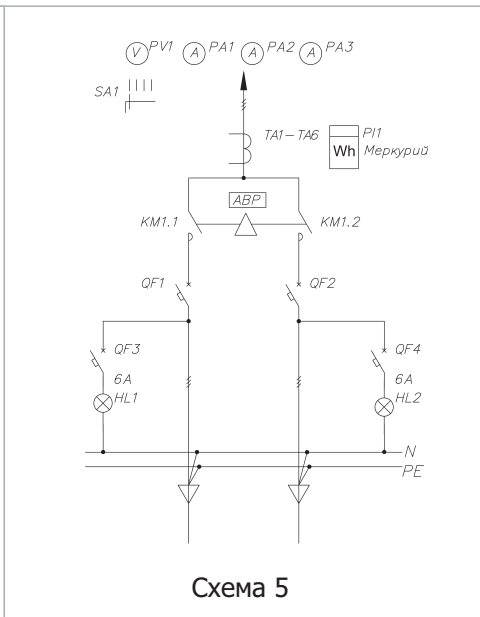 V PV1 A PA1 A PA2 A PA3
SA1
TA1-TA6
PI1
Wh Меркурий
АВР
KM1.1
KM1.2
QF1
QF2
QF3
QF4
6A
6A
HL1
HL2
N
PE
Схема 5